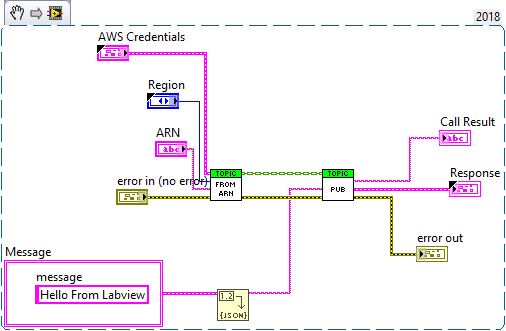 2018
AWS Credentials
Region
ARN
abc
error in (no error)
TOPIC
FROM
ARN
TOPIC
PUB
Call Result
abc
Response
error out
Message
message
Hello From Labview
1.2
{JSON}